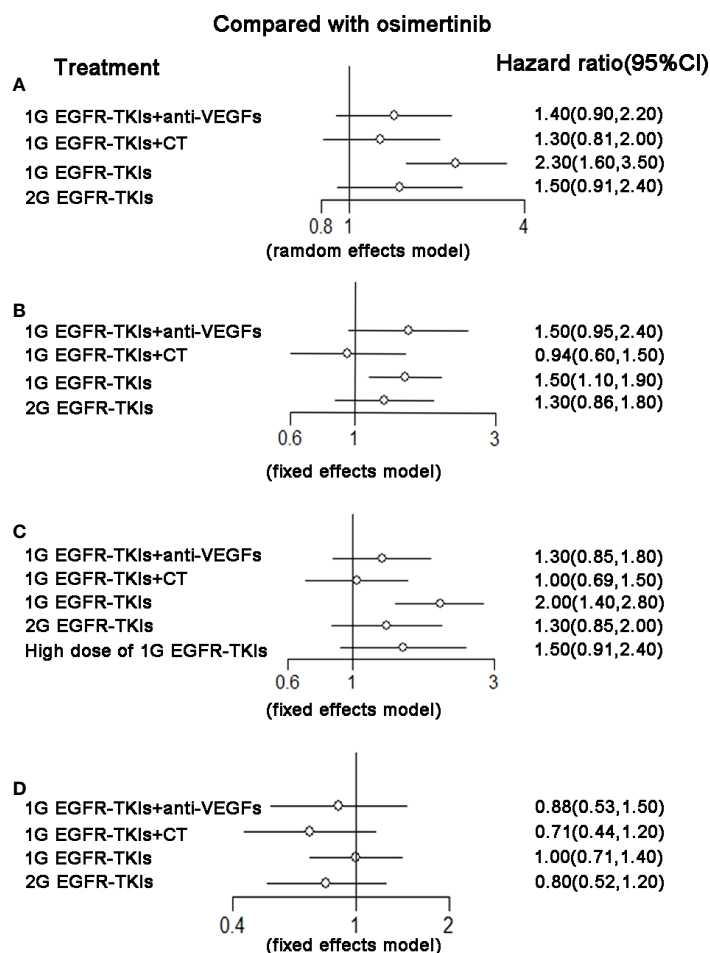 Compared with osimertinib
Treatment Hazard ratio(95%CI)
A
1G EGFR-TKIs+anti-VEGFs 1.40(0.90,2.20)
1G EGFR-TKIs+CT 1.30(0.81,2.00)
1G EGFR-TKIs 2.30(1.60,3.50)
2G EGFR-TKIs 1.50(0.91,2.40)
0.8 1 4
(ramdom effects model)
B
1G EGFR-TKIs+anti-VEGFs 1.50(0.95,2.40)
1G EGFR-TKIs+CT 0.94(0.60,1.50)
1G EGFR-TKIs 1.50(1.10,1.90)
2G EGFR-TKIs 1.30(0.86,1.80)
0.6 1 3
(fixed effects model)
C
1G EGFR-TKIs+anti-VEGFs 1.30(0.85,1.80)
1G EGFR-TKIs+CT 1.00(0.69,1.50)
1G EGFR-TKIs 2.00(1.40,2.80)
2G EGFR-TKIs 1.30(0.85,2.00)
High dose of 1G EGFR-TKIs 1.50(0.91,2.40)
0.6 1 3
(fixed effects model)
D
1G EGFR-TKIs+anti-VEGFs 0.88(0.53,1.50)
1G EGFR-TKIs+CT 0.71(0.44,1.20)
1G EGFR-TKIs 1.00(0.71,1.40)
2G EGFR-TKIs 0.80(0.52,1.20)
0.4 1 2
(fixed effects model)